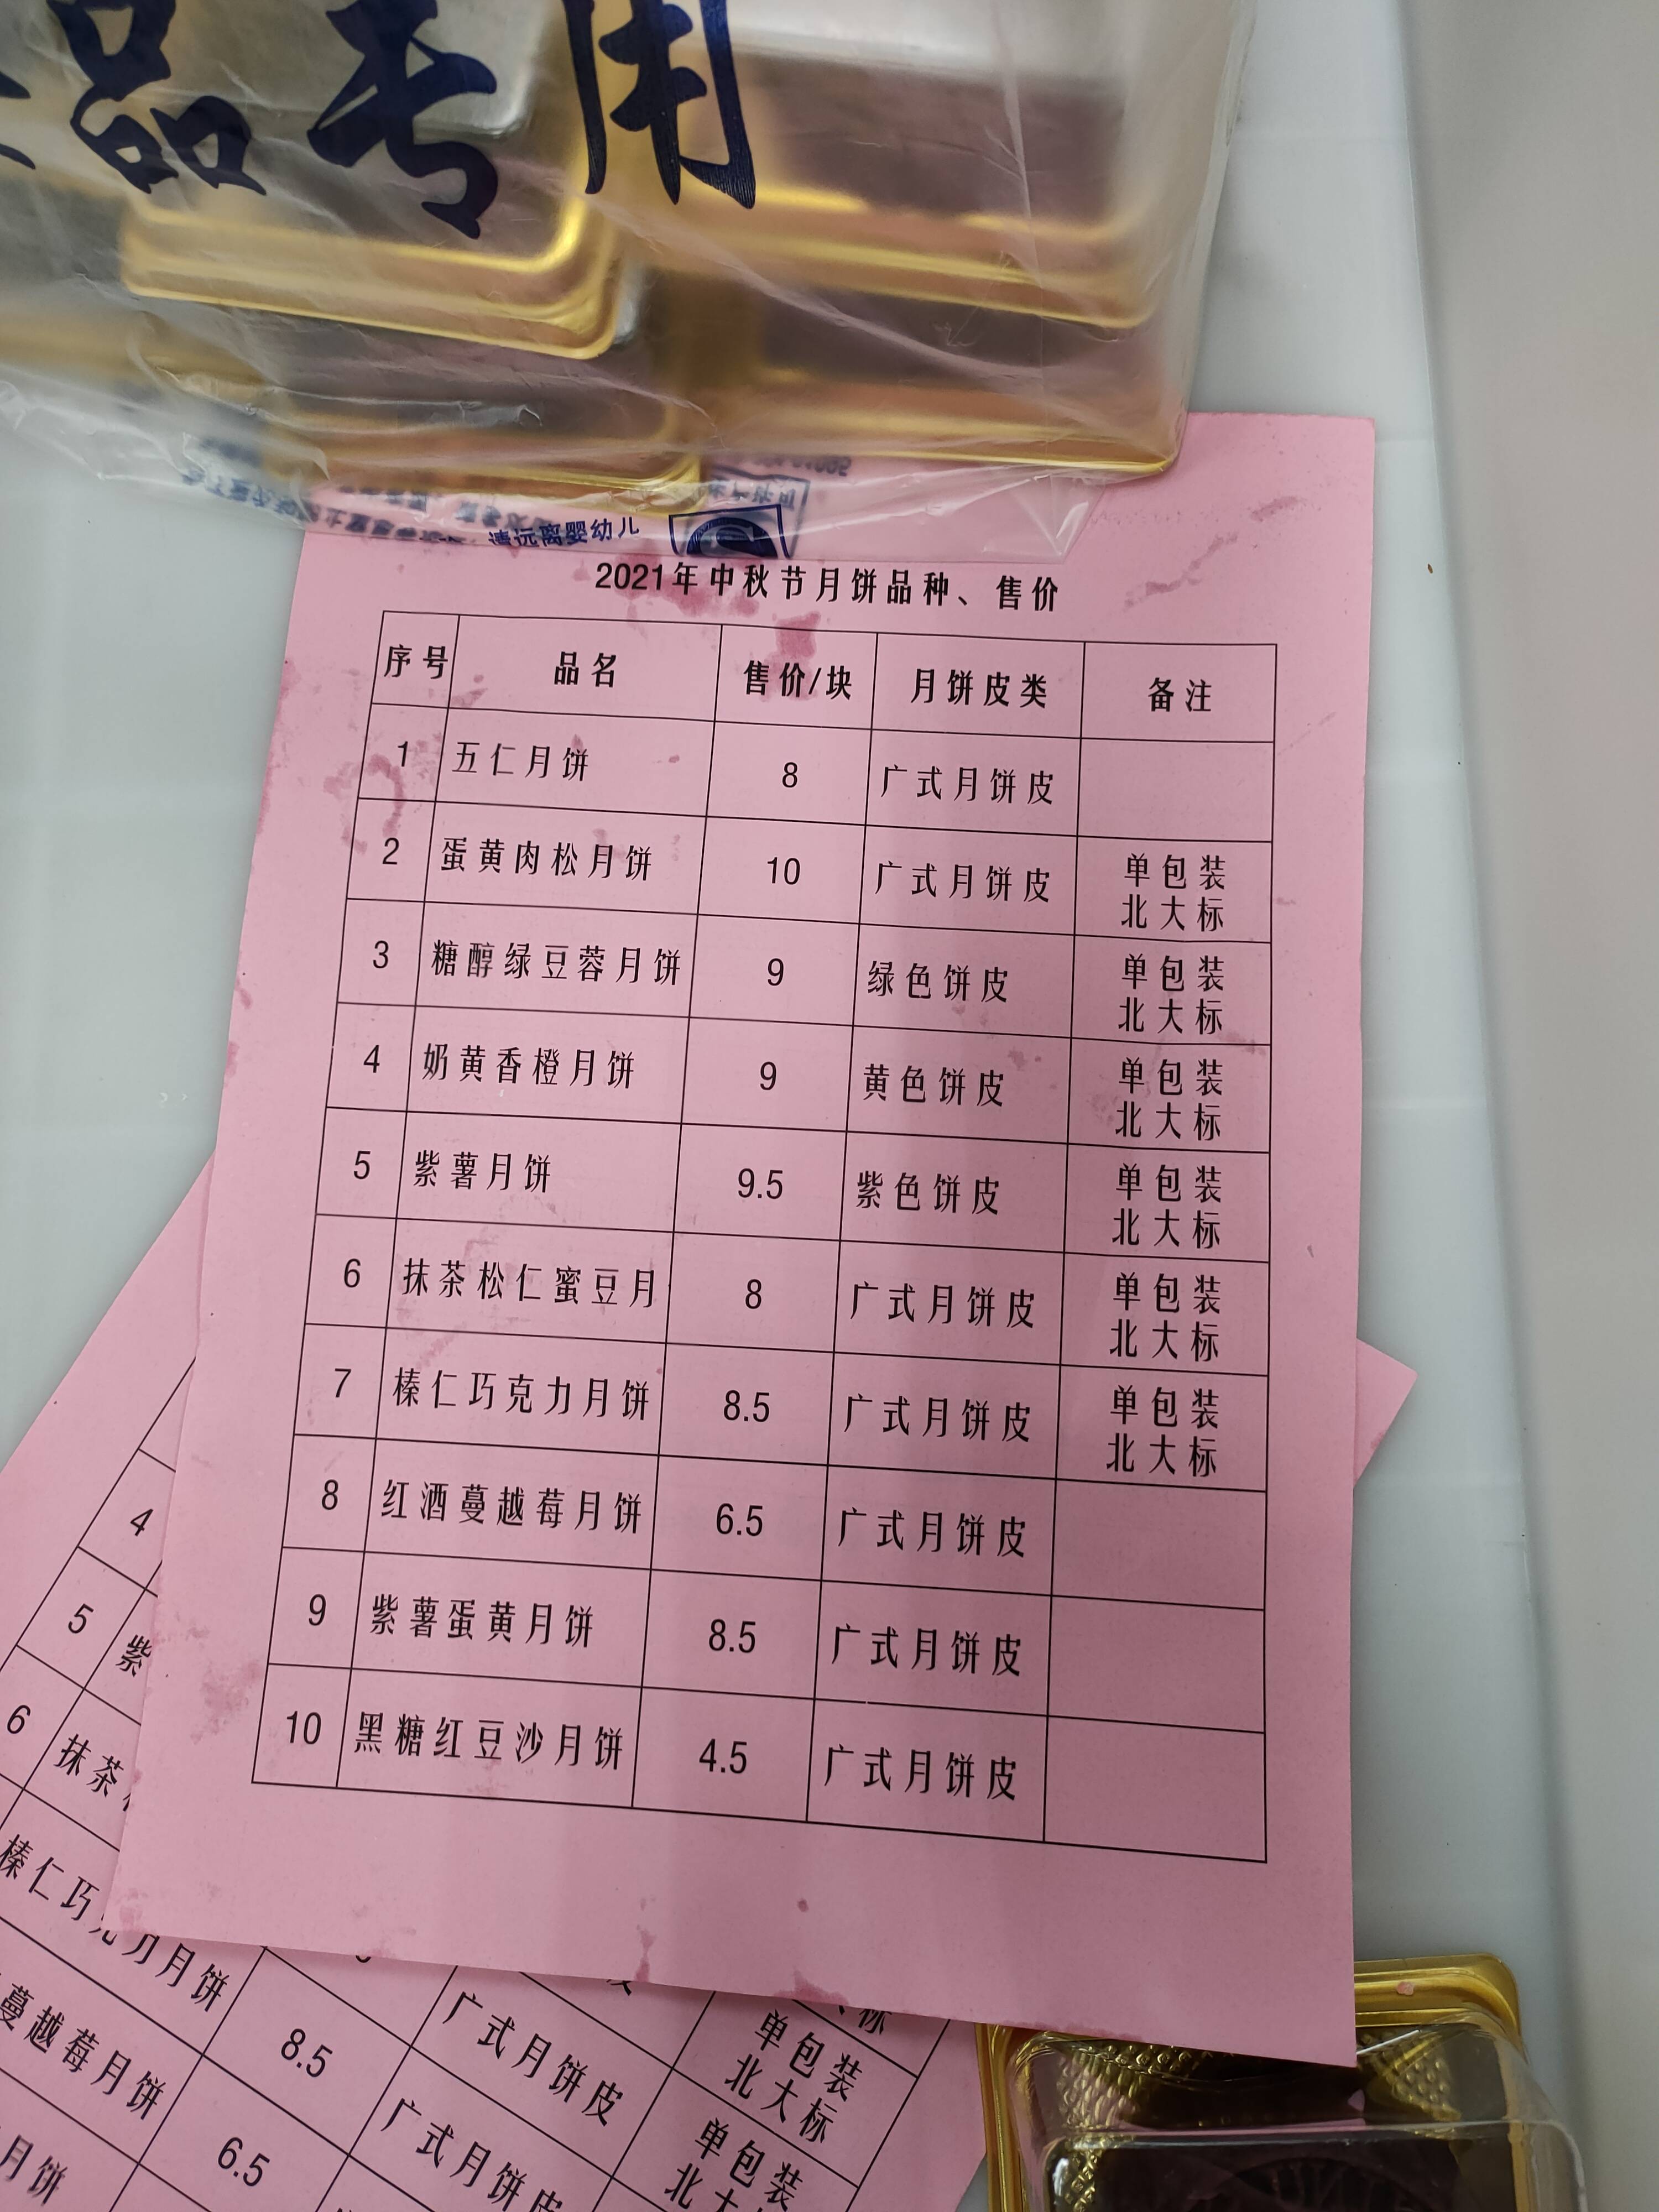 品专用
请远离婴幼儿
2021年中秋节月饼品种、售价
序号 品名 售价/块 月饼皮类 备注
1 五仁月饼 8 广式月饼皮
2 蛋黄肉松月饼 10 广式月饼皮 单包装
北大标
3 糖醇绿豆蓉月饼 9 绿色饼皮 单包装
北大标
4 奶黄香橙月饼 9 黄色饼皮 单包装
北大标
5 紫薯月饼 9.5 紫色饼皮 单包装
北大标
6 抹茶松仁蜜豆月 8 广式月饼皮 单包装
北大标
7 榛仁巧克力月饼 8.5 广式月饼皮 单包装
北大标
8 红酒蔓越莓月饼 6.5 广式月饼皮
9 紫薯蛋黄月饼 8.5 广式月饼皮
10 黑糖红豆沙月饼 4.5 广式月饼皮
4
5 紫
6 抹茶
榛仁巧克力月饼 8.5 广式月饼皮 单包装
北大标
蔓越莓月饼 6.5 广式月饼皮 单包装
北大
月饼